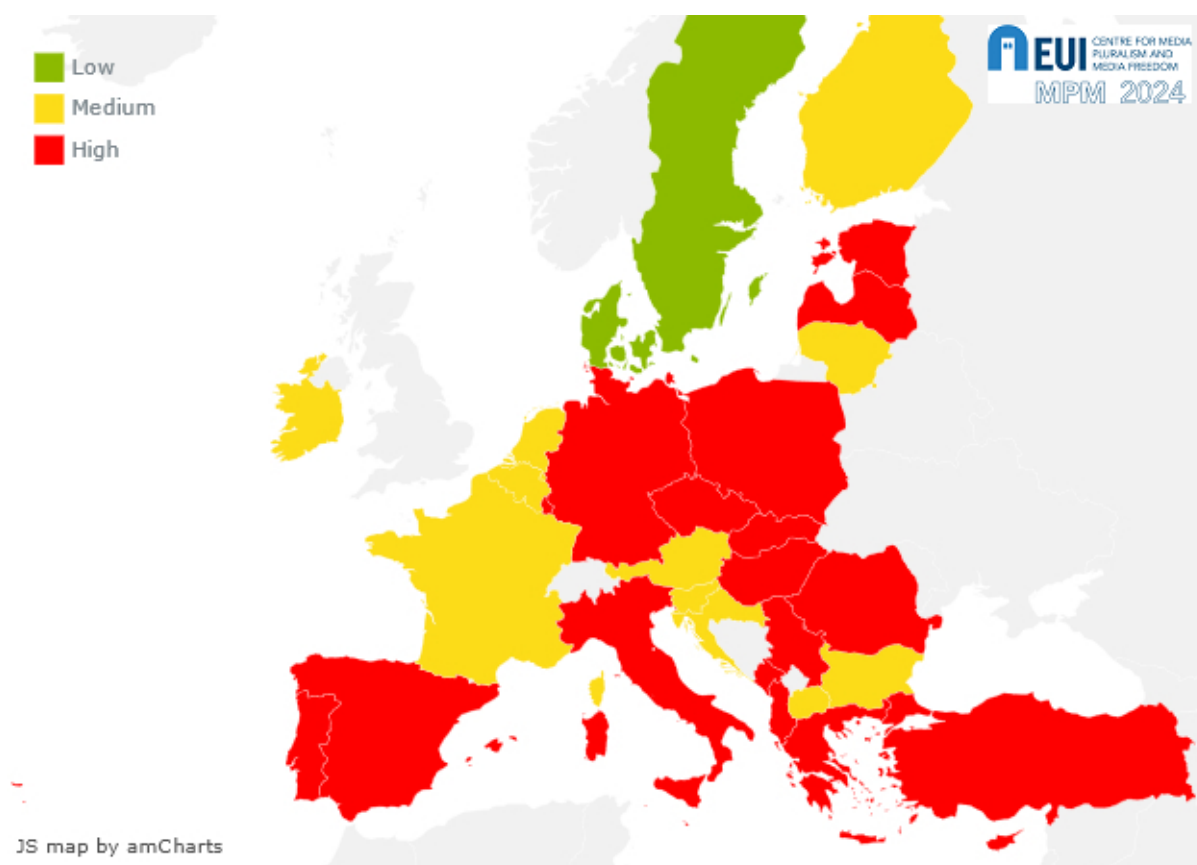 Low
Medium
High
EUI
CENTRE FOR MEDIA
PLURALISM AND
MEDIA FREEDOM
MPM 2024
JS map by amCharts